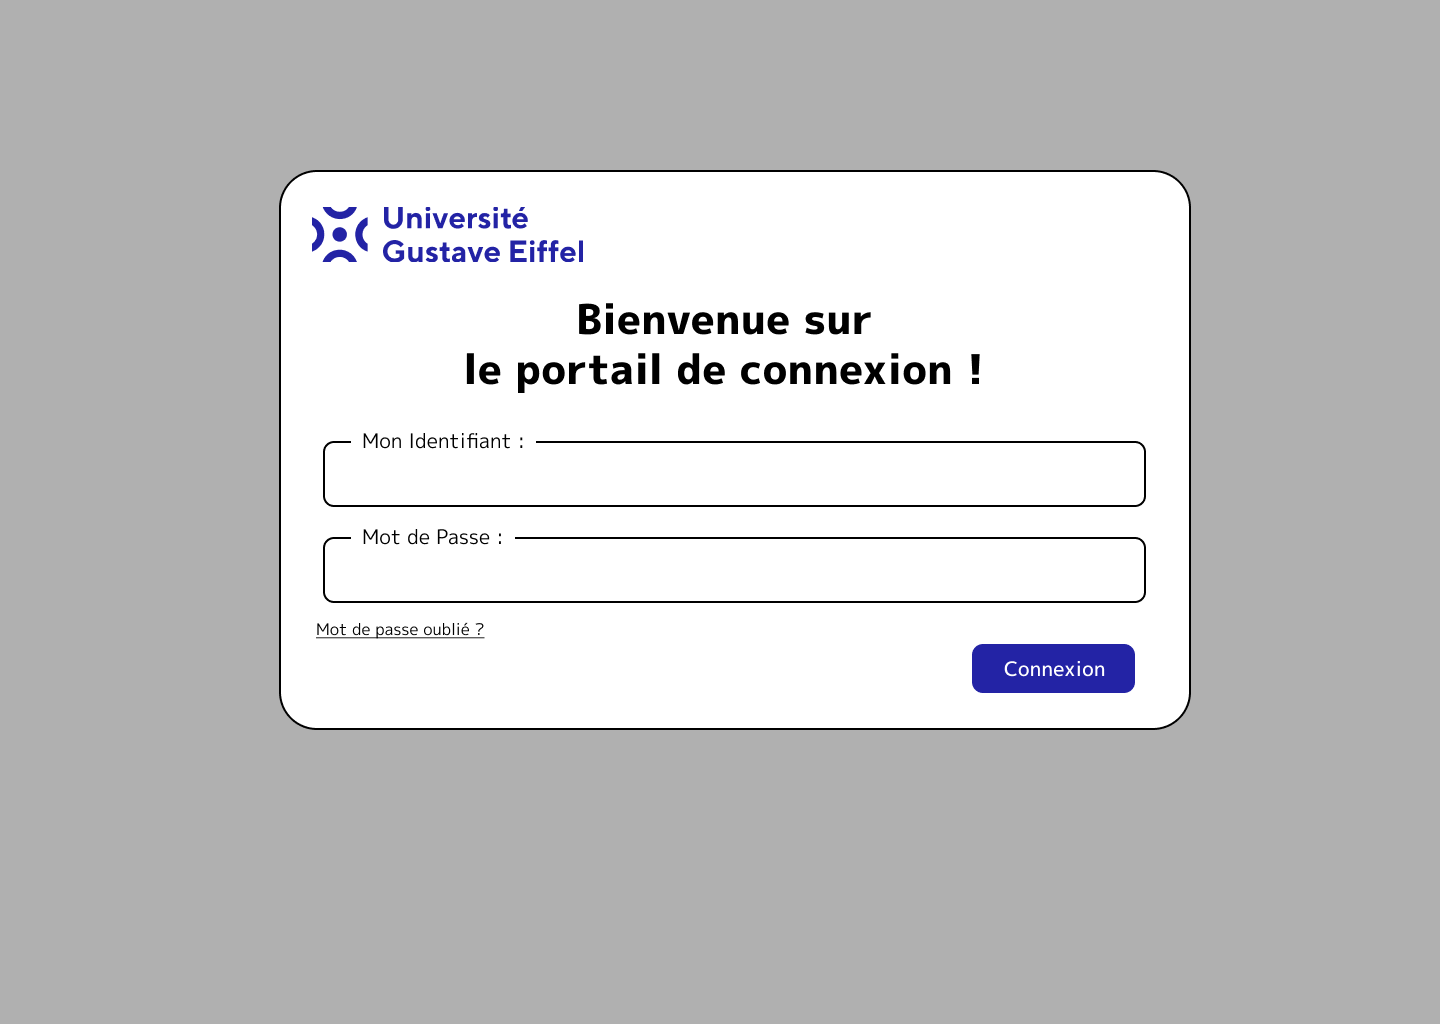 Université
Gustave Eiffel
Bienvenue sur
le portail de connexion !
Mon Identifiant :
Mot de Passe :
Mot de passe oublié ?
Connexion